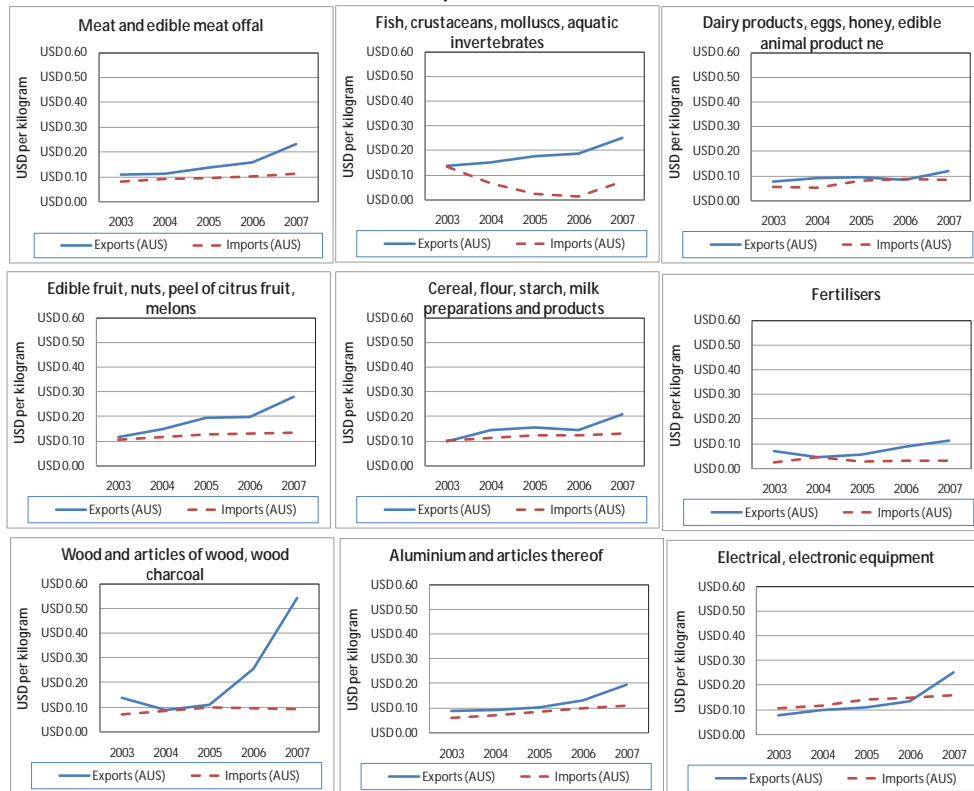 Meat and edible meat offal
USD per kilogram
USD 0.60
USD 0.50
USD 0.40
USD 0.30
USD 0.20
USD 0.10
USD 0.00
2003 2004 2005 2006 2007
Exports (AUS) Imports (AUS)
Fish, crustaceans, molluscs, aquatic
invertebrates
USD per kilogram
USD 0.60
USD 0.50
USD 0.40
USD 0.30
USD 0.20
USD 0.10
USD 0.00
2003 2004 2005 2006 2007
Exports (AUS) Imports (AUS)
Dairy products, eggs, honey, edible
animal product ne
USD per kilogram
USD 0.60
USD 0.50
USD 0.40
USD 0.30
USD 0.20
USD 0.10
USD 0.00
2003 2004 2005 2006 2007
Exports (AUS) Imports (AUS)
Edible fruit, nuts, peel of citrus fruit,
melons
USD per kilogram
USD 0.60
USD 0.50
USD 0.40
USD 0.30
USD 0.20
USD 0.10
USD 0.00
2003 2004 2005 2006 2007
Exports (AUS) Imports (AUS)
Cereal, flour, starch, milk
preparations and products
USD per kilogram
USD 0.60
USD 0.50
USD 0.40
USD 0.30
USD 0.20
USD 0.10
USD 0.00
2003 2004 2005 2006 2007
Exports (AUS) Imports (AUS)
Fertilisers
USD per kilogram
USD 0.60
USD 0.50
USD 0.40
USD 0.30
USD 0.20
USD 0.10
USD 0.00
2003 2004 2005 2006 2007
Exports (AUS) Imports (AUS)
Wood and articles of wood, wood
charcoal
USD per kilogram
USD 0.60
USD 0.50
USD 0.40
USD 0.30
USD 0.20
USD 0.10
USD 0.00
2003 2004 2005 2006 2007
Exports (AUS) Imports (AUS)
Aluminium and articles thereof
USD per kilogram
USD 0.60
USD 0.50
USD 0.40
USD 0.30
USD 0.20
USD 0.10
USD 0.00
2003 2004 2005 2006 2007
Exports (AUS) Imports (AUS)
Electrical, electronic equipment
USD per kilogram
USD 0.60
USD 0.50
USD 0.40
USD 0.30
USD 0.20
USD 0.10
USD 0.00
2003 2004 2005 2006 2007
Exports (AUS) Imports (AUS)